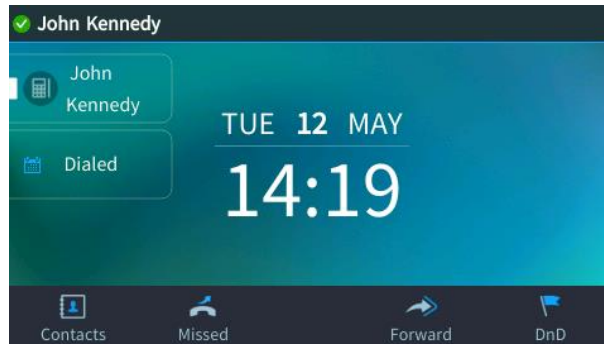 John Kennedy
John
Kennedy
Dialed
TUE 12 MAY
14:19
Contacts
Missed
Forward
DnD